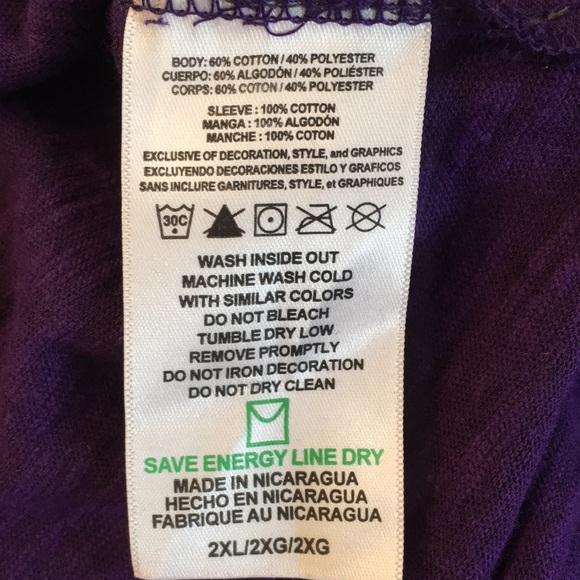 BODY: 60% COTTON / 40% POLYESTER
CUERPO: 60% ALGODÓN / 40% POLIÉSTER
CORPS: 60% COTON / 40% POLYESTER
SLEEVE : 100% COTTON
MANGA : 100% ALGODÓN
MANCHE : 100% COTON
EXCLUSIVE OF DECORATION, STYLE, and GRAPHICS
EXCLUYENDO DECORACIONES ESTILO Y GRAFICOS
SANS INCLURE GARNITURES, STYLE, et GRAPHIQUES
30C
WASH INSIDE OUT
MACHINE WASH COLD
WITH SIMILAR COLORS
DO NOT BLEACH
TUMBLE DRY LOW
REMOVE PROMPTLY
DO NOT IRON DECORATION
DO NOT DRY CLEAN
SAVE ENERGY LINE DRY
MADE IN NICARAGUA
HECHO EN NICARAGUA
FABRIQUE AU NICARAGUA
2XL/2XG/2XG